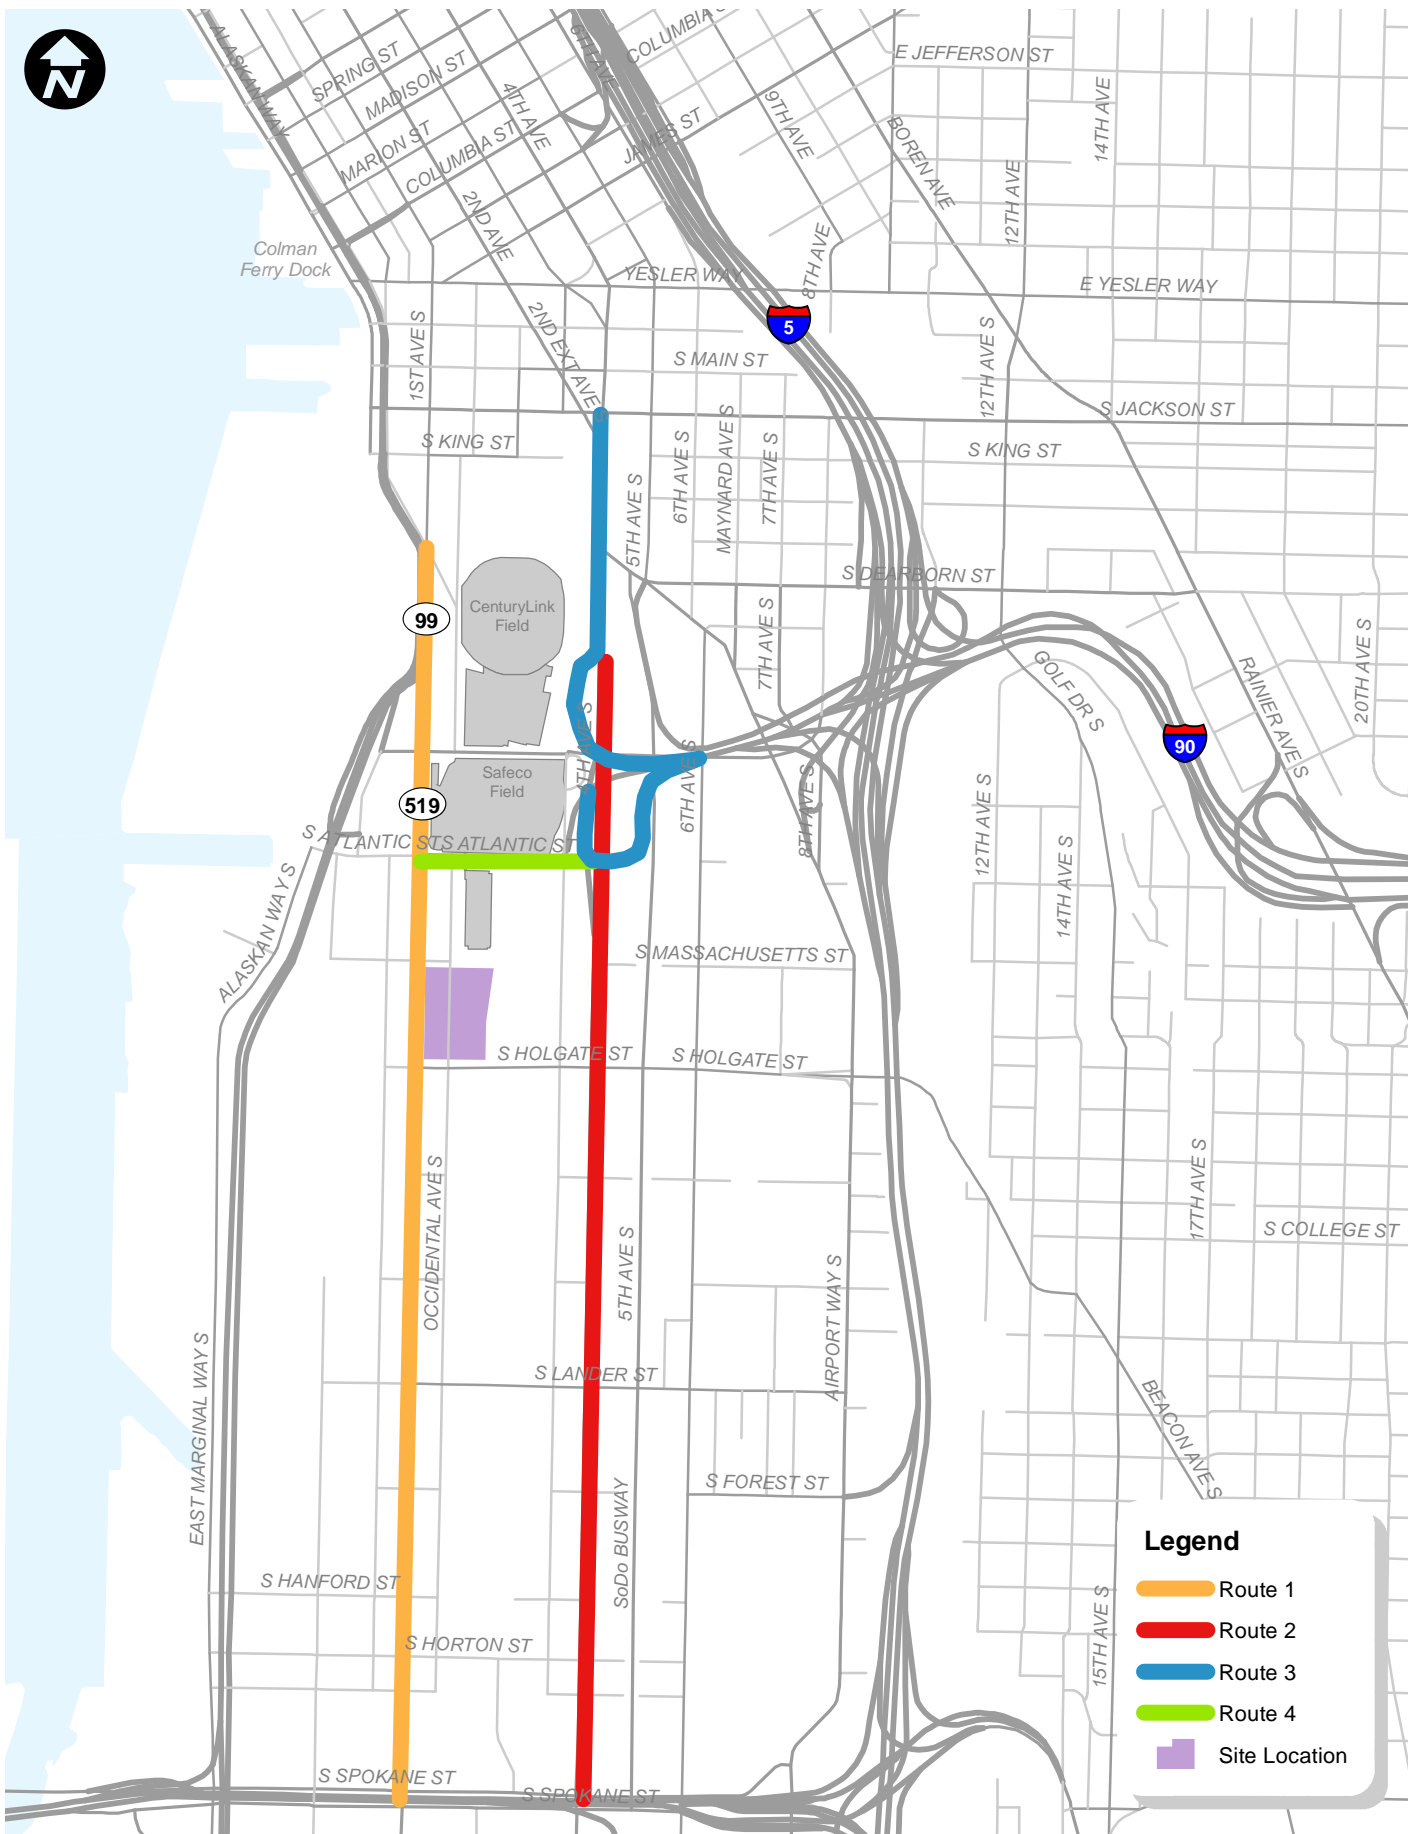 N
ALASKAN WAY
SPRING ST
MADISON ST
MARION ST
COLUMBIA ST
4TH AVE
6TH AVE
COLUMBIA
JAMES ST
9TH AVE
E JEFFERSON ST
BOREN AVE
14TH AVE
12TH AVE
2ND AVE
Colman
Ferry Dock
YESLER WAY
8TH AVE
E YESLER WAY
5
1ST AVE S
2ND EXT AVE S
S MAIN ST
12TH AVE S
S JACKSON ST
S KING ST
6TH AVE S
MAYNARD AVE S
7TH AVE S
S KING ST
5TH AVE S
S DEARBORN ST
CenturyLink
Field
99
7TH AVE S
GOLF DR S
RAINIER AVE S
20TH AVE S
4TH AVE S
90
Safeco
Field
519
6TH AVE S
8TH AVE S
12TH AVE S
14TH AVE S
S ATLANTIC ST
S ATLANTIC ST
ALASKAN WAY S
S MASSACHUSETTS ST
S HOLGATE ST
S HOLGATE ST
OCCIDENTAL AVE S
17TH AVE S
S COLLEGE ST
5TH AVE S
AIRPORT WAY S
EAST MARGINAL WAY S
S LANDER ST
BEACON AVE S
S FOREST ST
SoDo BUSWAY
S HANFORD ST
S HORTON ST
15TH AVE S
S SPOKANE ST
S SPOKANE ST
Legend
Route 1
Route 2
Route 3
Route 4
Site Location